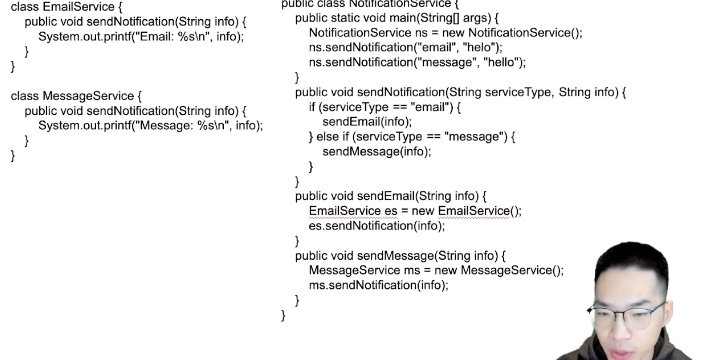 class EmailService {
public void sendNotification(String info) {
System.out.printf("Email: %s\n", info);
}
}
class MessageService {
public void sendNotification(String info) {
System.out.printf("Message: %s\n", info);
}
}
public class NotificationService {
public static void main(String[] args) {
NotificationService ns = new NotificationService();
ns.sendNotification("email", "helo");
ns.sendNotification("message", "hello");
}
public void sendNotification(String serviceType, String info) {
if (serviceType == "email") {
sendEmail(info);
} else if (serviceType == "message") {
sendMessage(info);
}
}
public void sendEmail(String info) {
EmailService es = new EmailService();
es.sendNotification(info);
}
public void sendMessage(String info) {
MessageService ms = new MessageService();
ms.sendNotification(info);
}
}